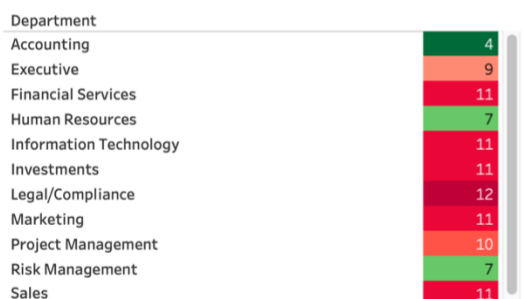 Department
Accounting 4
Executive 9
Financial Services 11
Human Resources 7
Information Technology 11
Investments 11
Legal/Compliance 12
Marketing 11
Project Management 10
Risk Management 7
Sales 11